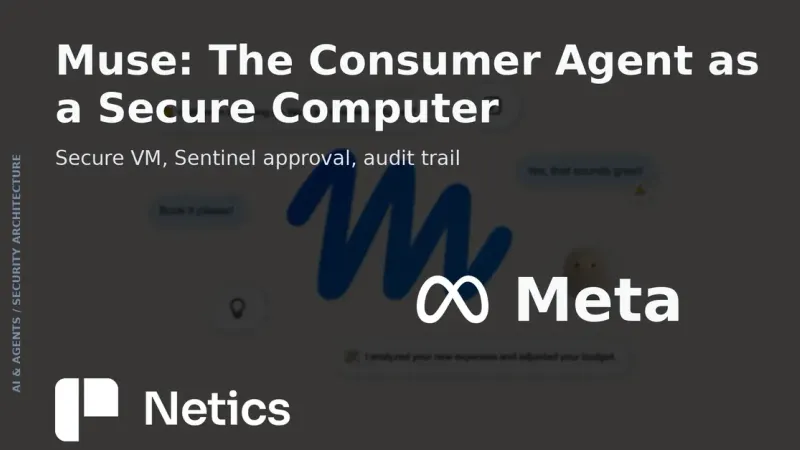 Muse: The Consumer Agent as
a Secure Computer
Secure VM, Sentinel approval, audit trail
Yes, that sounds great!
Book it please!
Meta
I analyzed your new expenses and adjusted your budget.
AI & AGENTS / SECURITY ARCHITECTURE
Netics